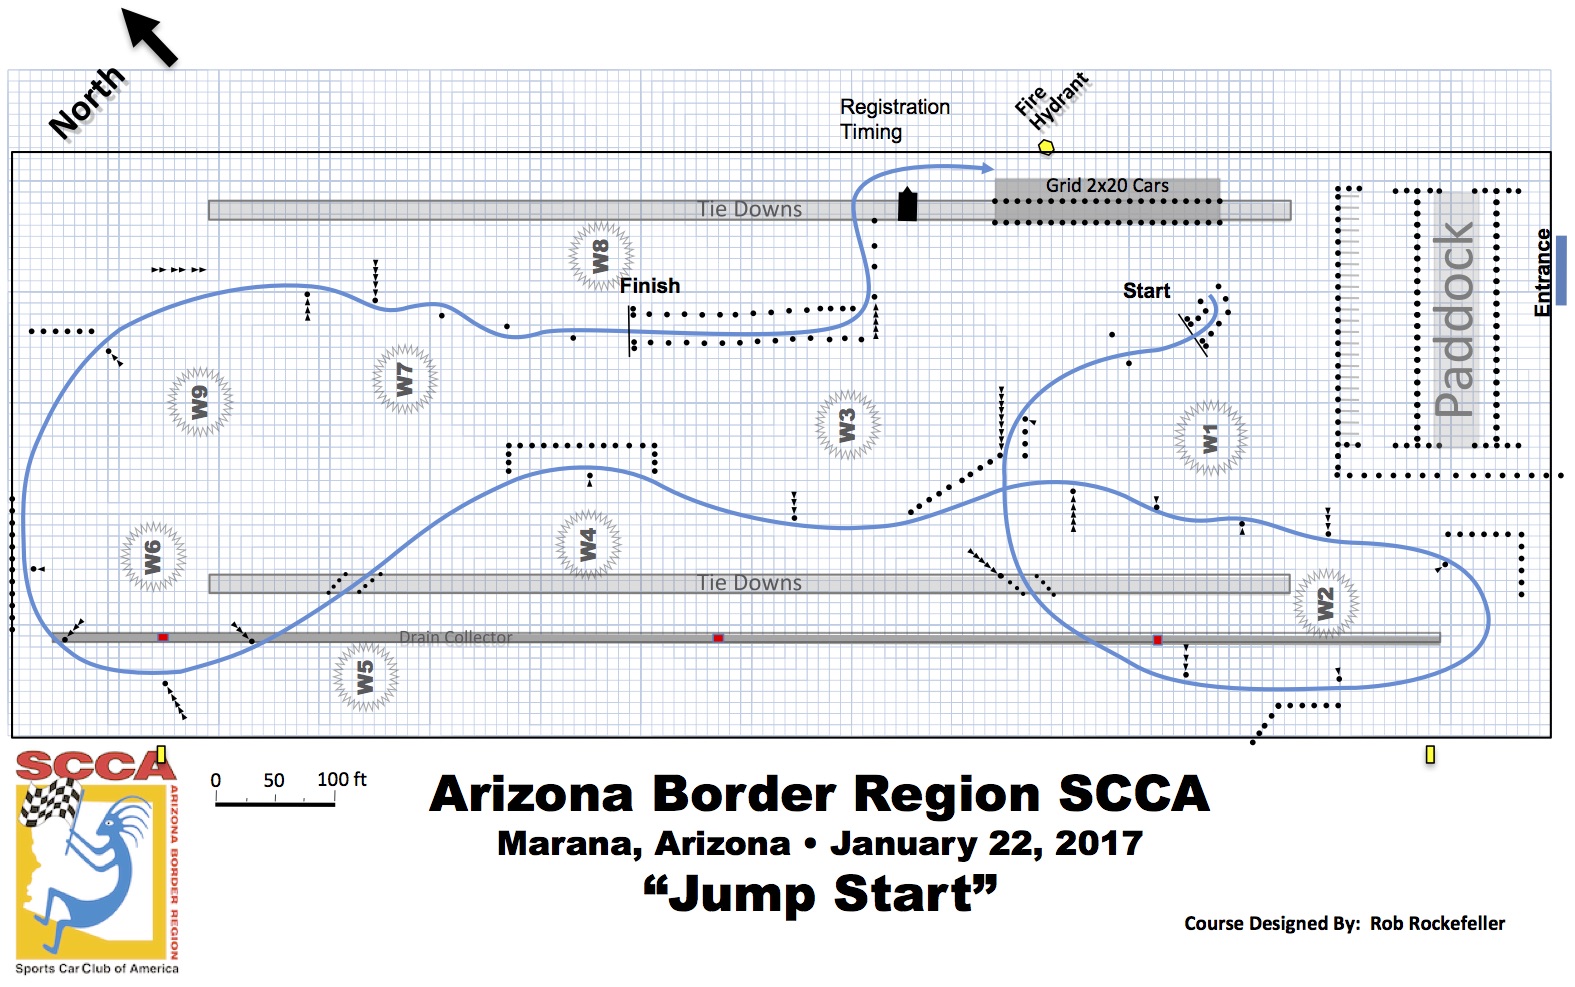 North
Registration
Timing
Fire
Hydrant
Grid 2x20 Cars
Tie Downs
W8
Finish
Start
Paddock
Entrance
W9
W7
W3
W1
W6
W4
Tie Downs
W2
Drain Collector
W5
SCCA
ARIZONA BORDER REGION
Sports Car Club of America
0 50 100 ft
Arizona Border Region SCCA
Marana, Arizona • January 22, 2017
“Jump Start”
Course Designed By: Rob Rockefeller